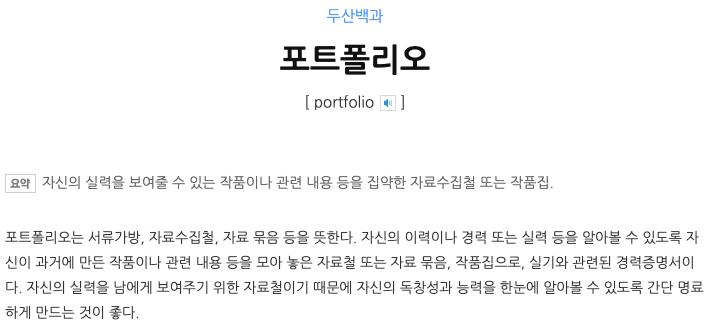 두산백과
포트폴리오
[ portfolio ]
요약 자신의 실력을 보여줄 수 있는 작품이나 관련 내용 등을 집약한 자료수집철 또는 작품집.
포트폴리오는 서류가방, 자료수집철, 자료 묶음 등을 뜻한다. 자신의 이력이나 경력 또는 실력 등을 알아볼 수 있도록 자
신이 과거에 만든 작품이나 관련 내용 등을 모아 놓은 자료철 또는 자료 묶음, 작품집으로, 실기와 관련된 경력증명서이
다. 자신의 실력을 남에게 보여주기 위한 자료철이기 때문에 자신의 독창성과 능력을 한눈에 알아볼 수 있도록 간단 명료
하게 만드는 것이 좋다.